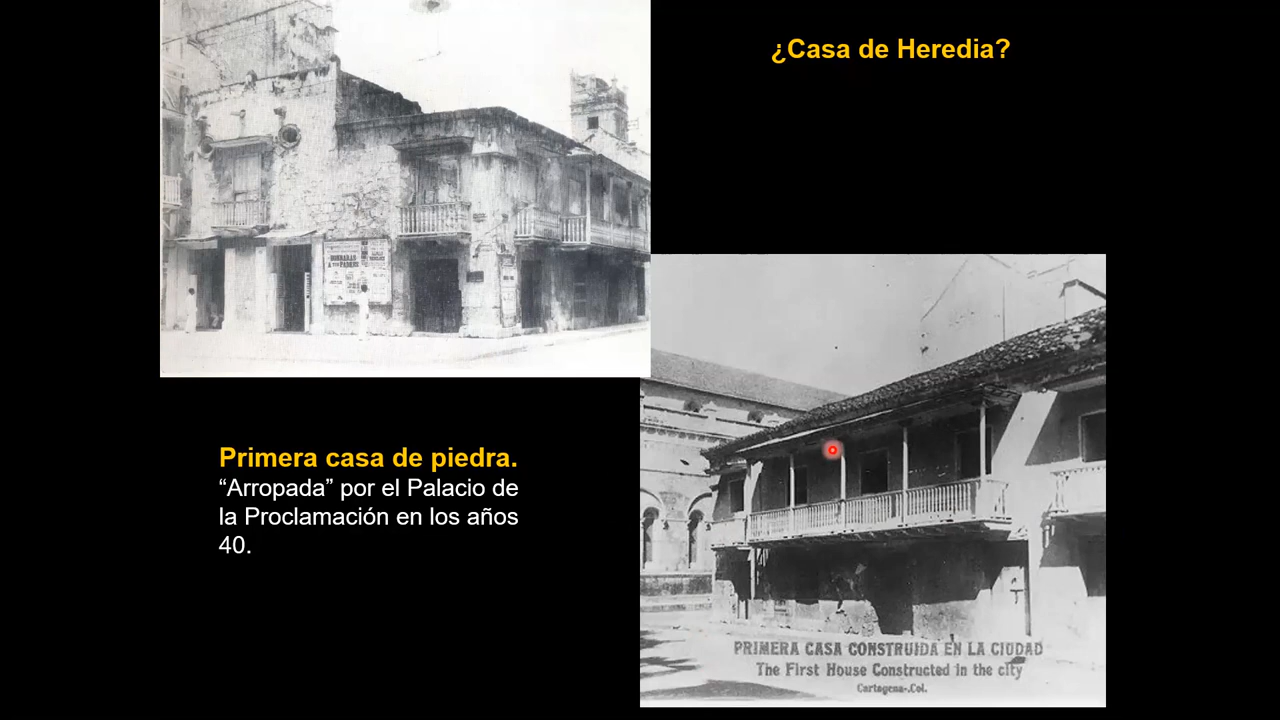 ¿Casa de Heredia?
Primera casa de piedra.
“Arropada” por el Palacio de
la Proclamación en los años
40.
PRIMERA CASA CONSTRUIDA EN LA CIUDAD
The First House Constructed in the city
Cartagena-.Col.